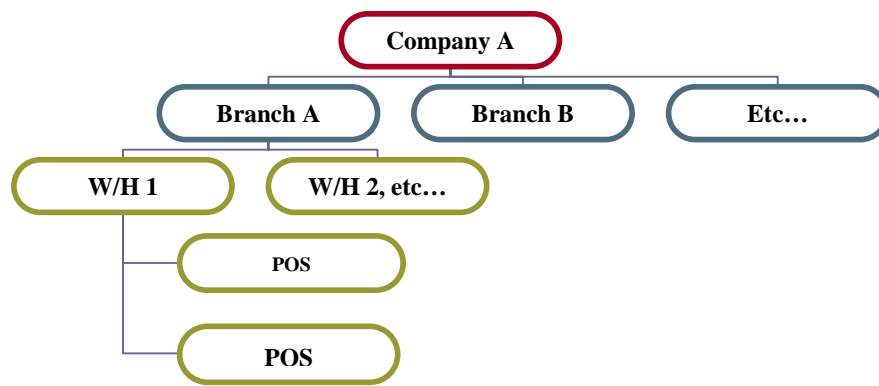 Company A
Branch A
Branch B
Etc…
W/H 1
W/H 2, etc…
POS
POS